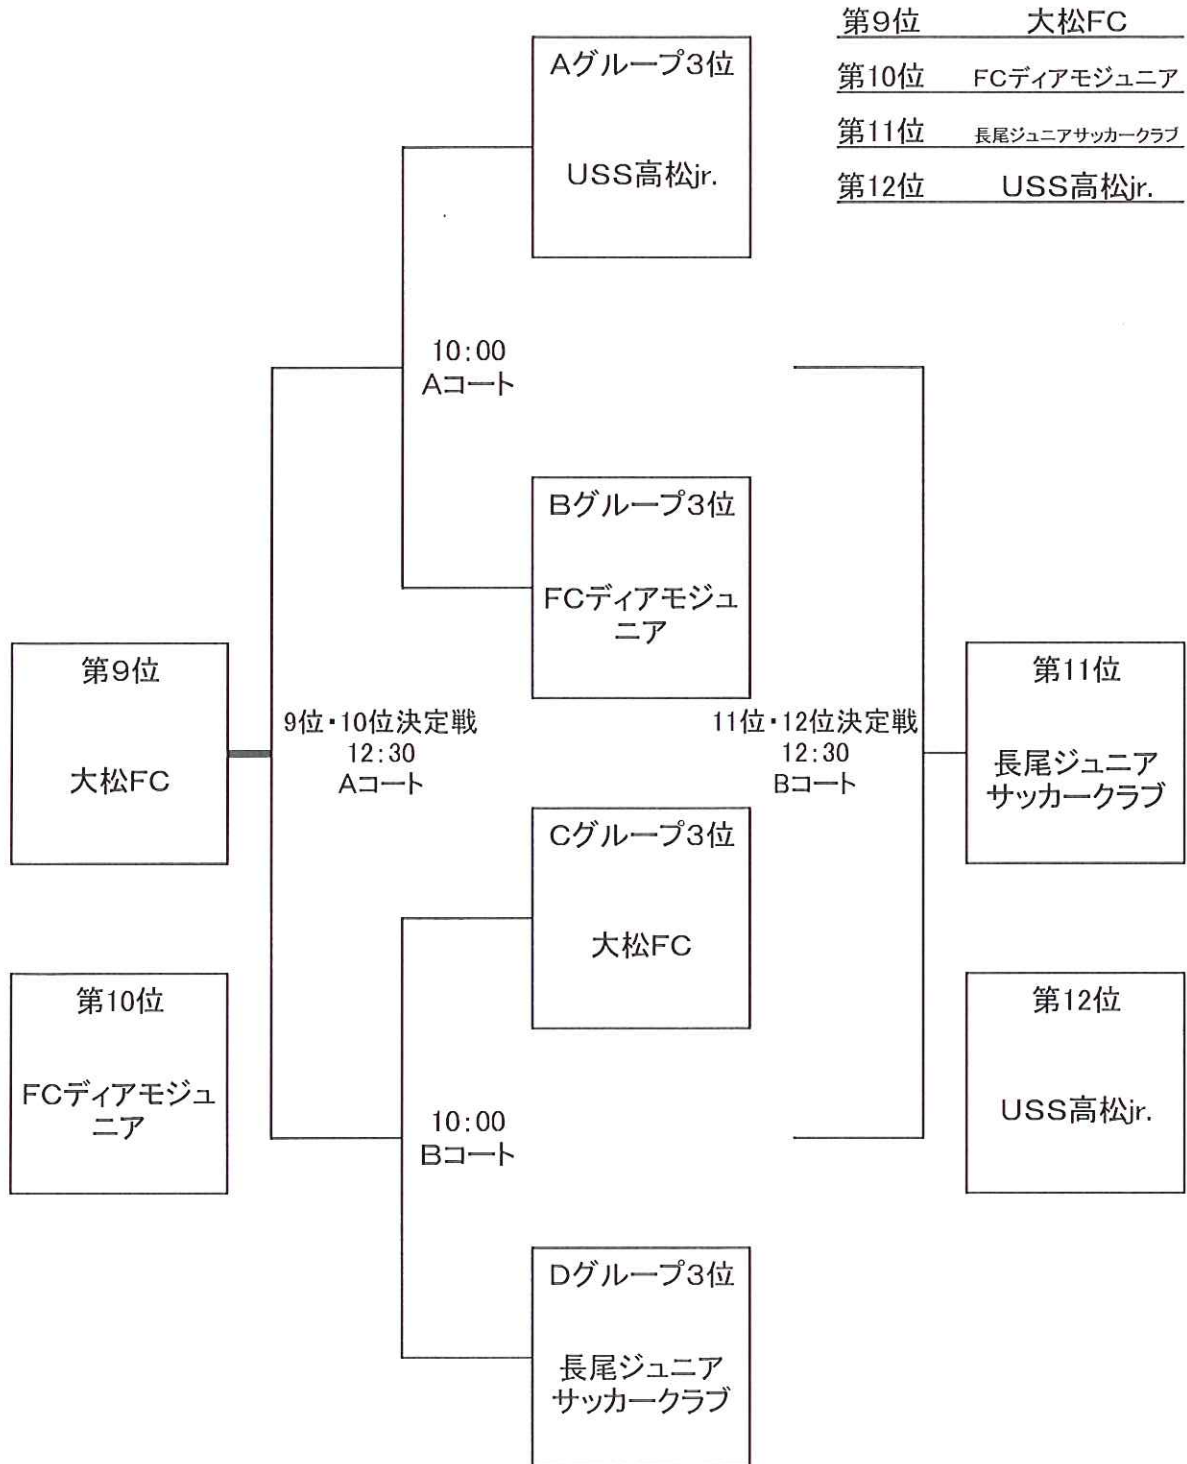 第9位 大松FC
第10位 FCディアモジュニア
第11位 長尾ジュニアサッカークラブ
第12位 USS高松jr.
Aグループ3位
USS高松jr.
10:00
Aコート
Bグループ3位
FCディアモジュ
ニア
第9位
大松FC
9位・10位決定戦
12:30
Aコート
11位・12位決定戦
12:30
Bコート
第11位
長尾ジュニア
サッカークラブ
Cグループ3位
大松FC
第10位
FCディアモジュ
ニア
10:00
Bコート
第12位
USS高松jr.
Dグループ3位
長尾ジュニア
サッカークラブ